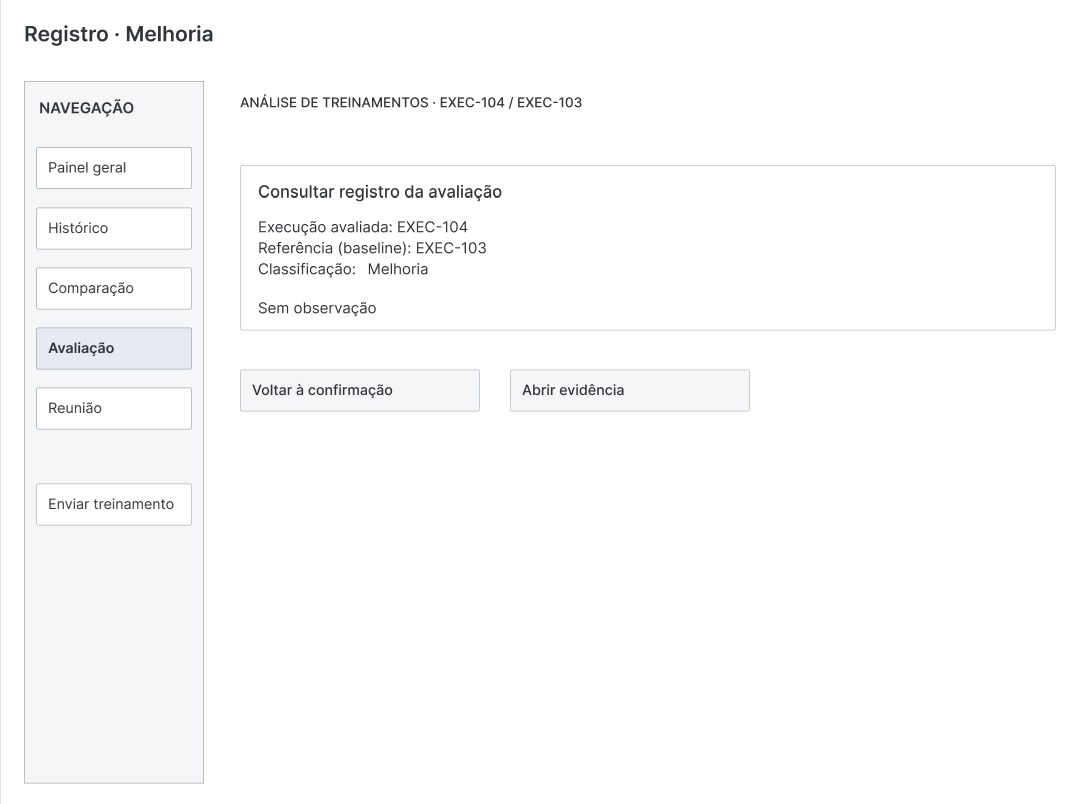 Registro · Melhoria
NAVEGAÇÃO
Painel geral
Histórico
Comparação
Avaliação
Reunião
Enviar treinamento
ANÁLISE DE TREINAMENTOS · EXEC-104 / EXEC-103
Consultar registro da avaliação
Execução avaliada: EXEC-104
Referência (baseline): EXEC-103
Classificação: Melhoria
Sem observação
Voltar à confirmação
Abrir evidência